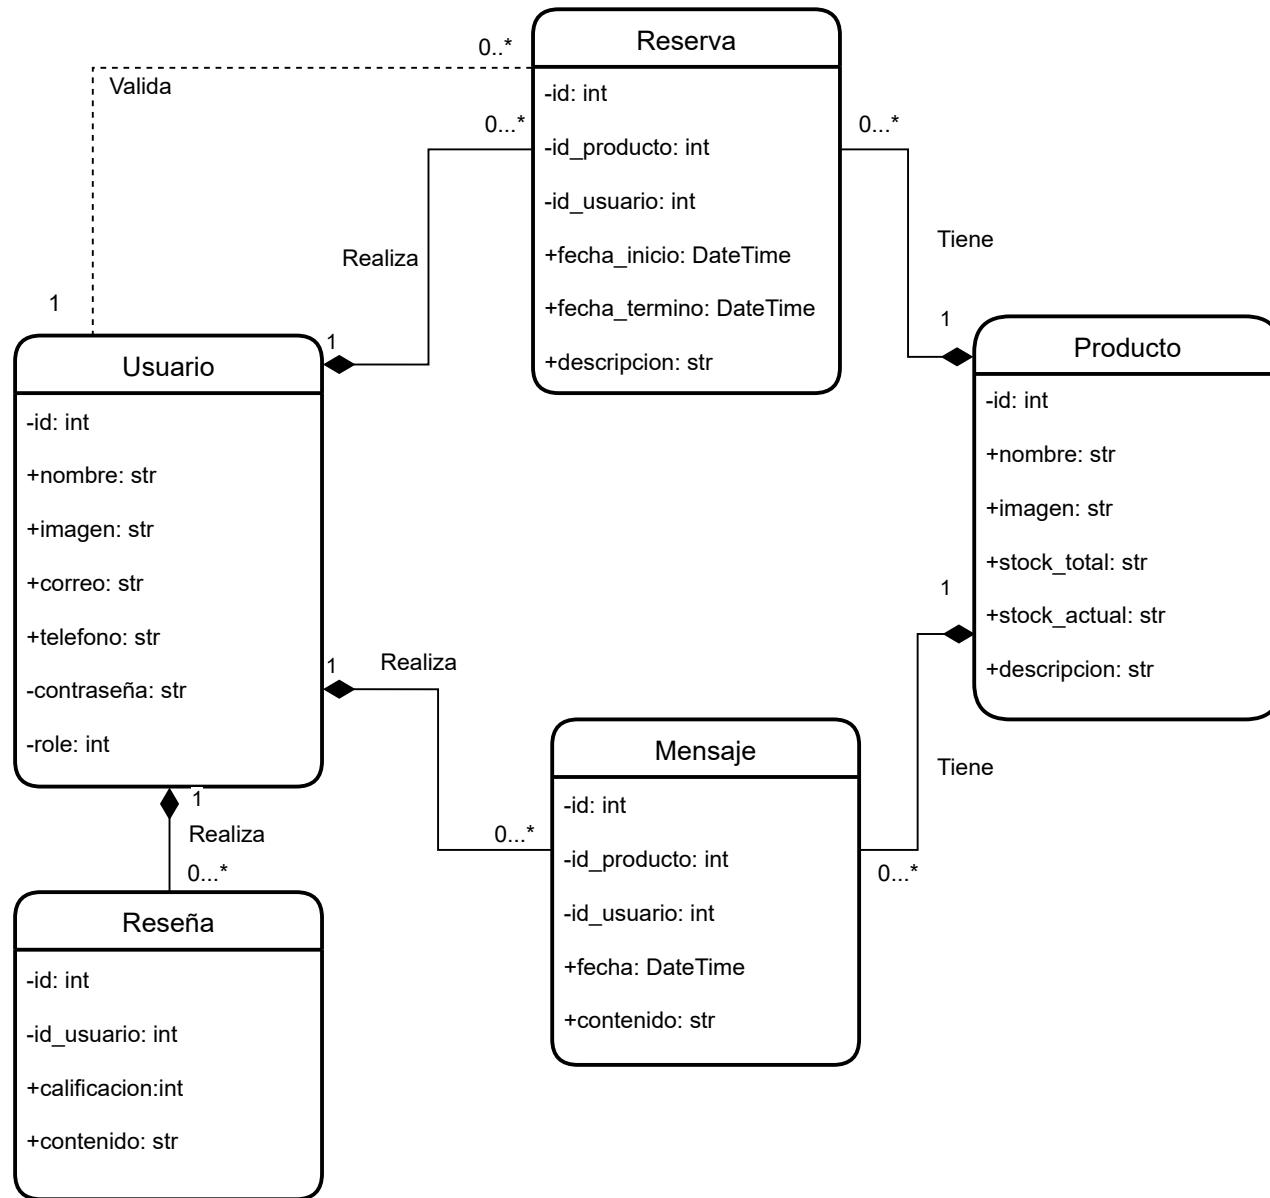 Reserva
-id: int
-id_producto: int
-id_usuario: int
+fecha_inicio: DateTime
+fecha_termino: DateTime
+descripcion: str
0..*
Valida
1
0...*
Realiza
1
0...*
Tiene
1
Usuario
-id: int
+nombre: str
+imagen: str
+correo: str
+telefono: str
-contraseña: str
-role: int
Producto
-id: int
+nombre: str
+imagen: str
+stock_total: str
+stock_actual: str
+descripcion: str
1
Realiza
0...*
1
Tiene
0...*
Mensaje
-id: int
-id_producto: int
-id_usuario: int
+fecha: DateTime
+contenido: str
1
Realiza
0...*
Reseña
-id: int
-id_usuario: int
+calificacion:int
+contenido: str